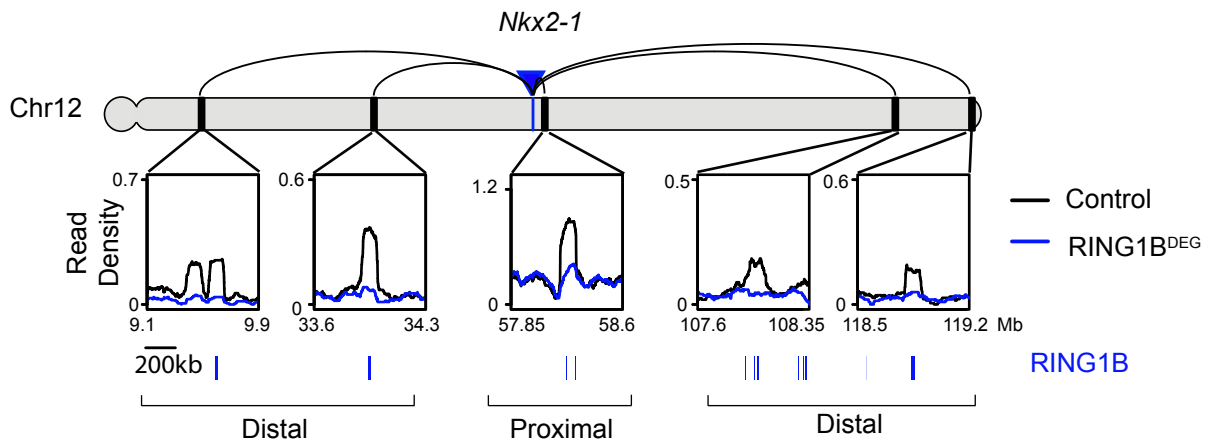 Nkx2-1
Chr12
Read Density
0.7
0
9.1 9.9
0.6
0
33.6 34.3
1.2
0
57.85 58.6
0.5
0
107.6 108.35
0.6
0
118.5 119.2 Mb
Control
RING1BDEG
200kb
RING1B
Distal
Proximal
Distal